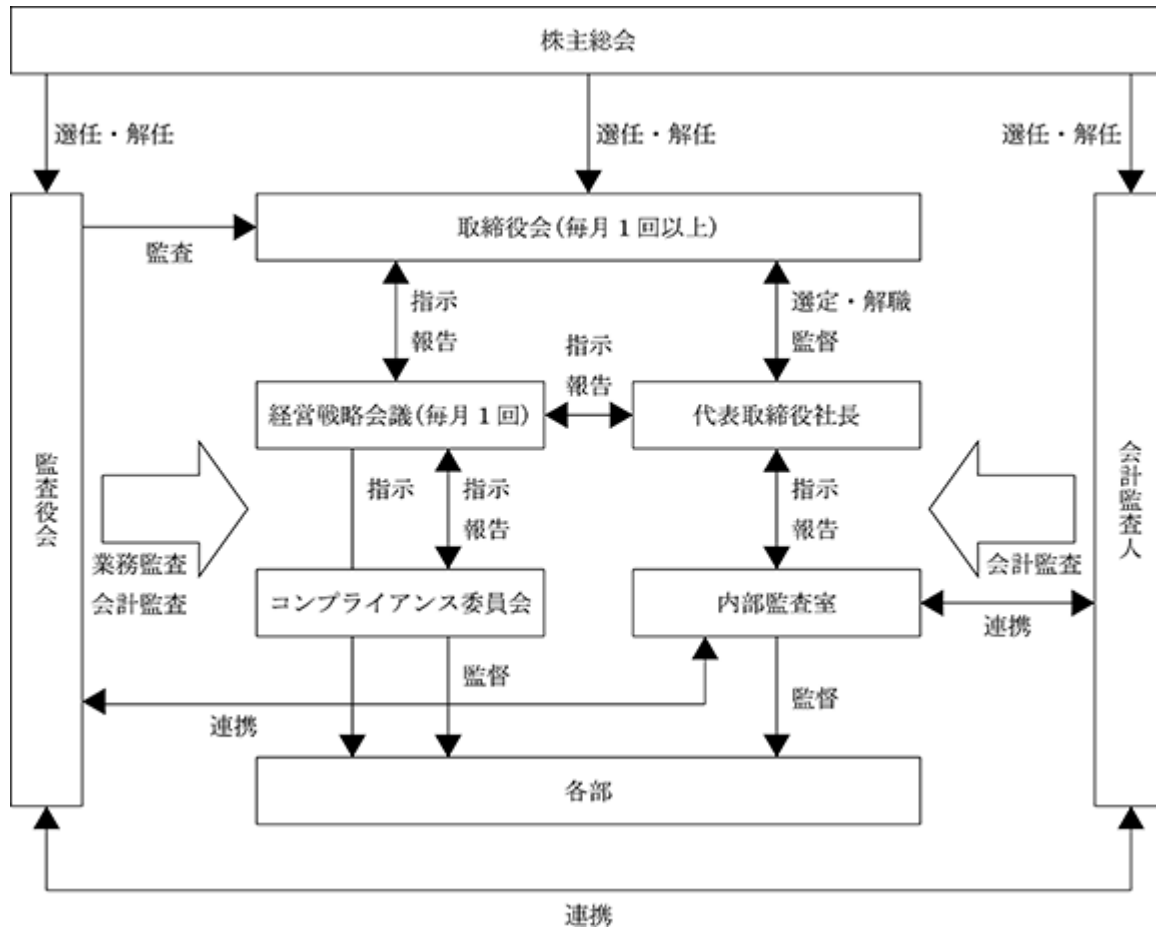 株主総会
選任・解任
選任・解任
選任・解任
取締役会(毎月1回以上)
監査
指示
報告
選定・解職
監督
指示
報告
経営戦略会議(毎月1回)
代表取締役社長
監査役会
会計監査人
指示
指示
報告
指示
報告
業務監査
会計監査
会計監査
コンプライアンス委員会
内部監査室
連携
監督
連携
監督
各部
連携